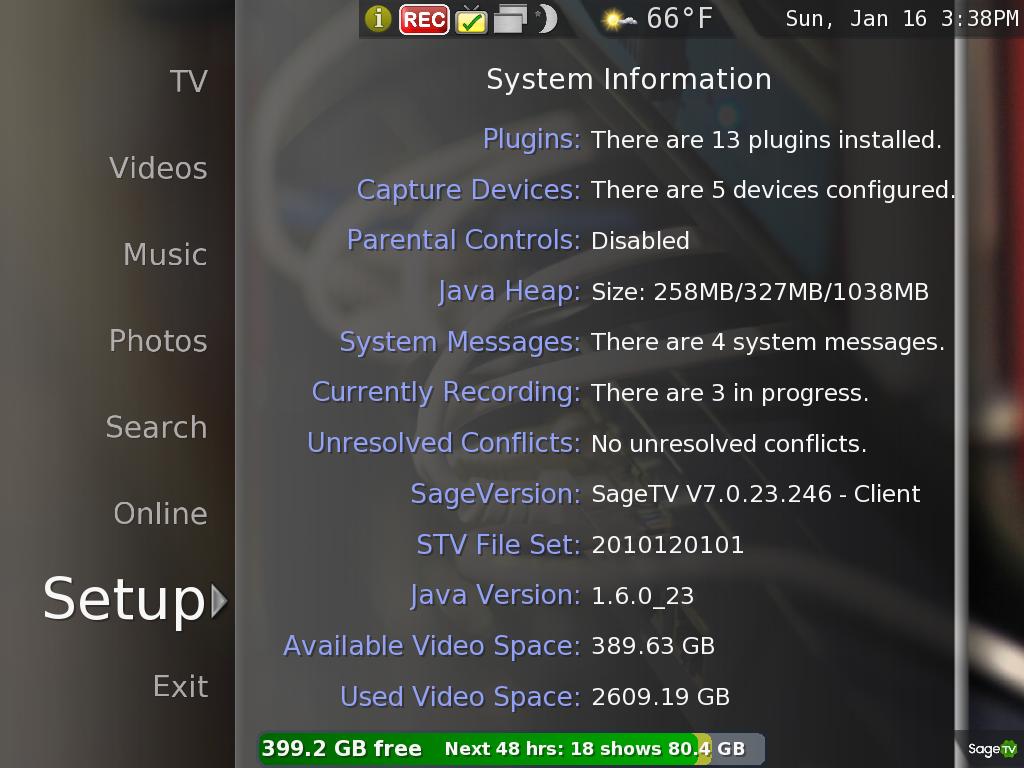 i REC 66°F Sun, Jan 16 3:38PM
TV
Videos
Music
Photos
Search
Online
Setup
Exit
System Information
Plugins: There are 13 plugins installed.
Capture Devices: There are 5 devices configured.
Parental Controls: Disabled
Java Heap: Size: 258MB/327MB/1038MB
System Messages: There are 4 system messages.
Currently Recording: There are 3 in progress.
Unresolved Conflicts: No unresolved conflicts.
SageVersion: SageTV V7.0.23.246 - Client
STV File Set: 2010120101
Java Version: 1.6.0_23
Available Video Space: 389.63 GB
Used Video Space: 2609.19 GB
399.2 GB free Next 48 hrs: 18 shows 80.4 GB
SageTV